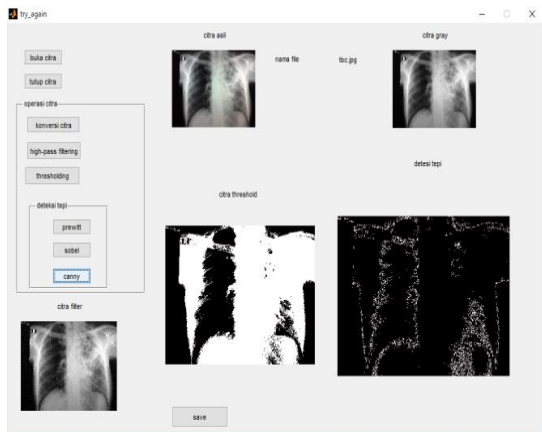 try_again
citra asli
citra gray
buka citra
nama file
tbc.jpg
tutup citra
operasi citra
konversi citra
high-pass filtering
thresholding
detesi tepi
citra threshold
deteksi tepi
prewitt
sobel
canny
citra filter
save